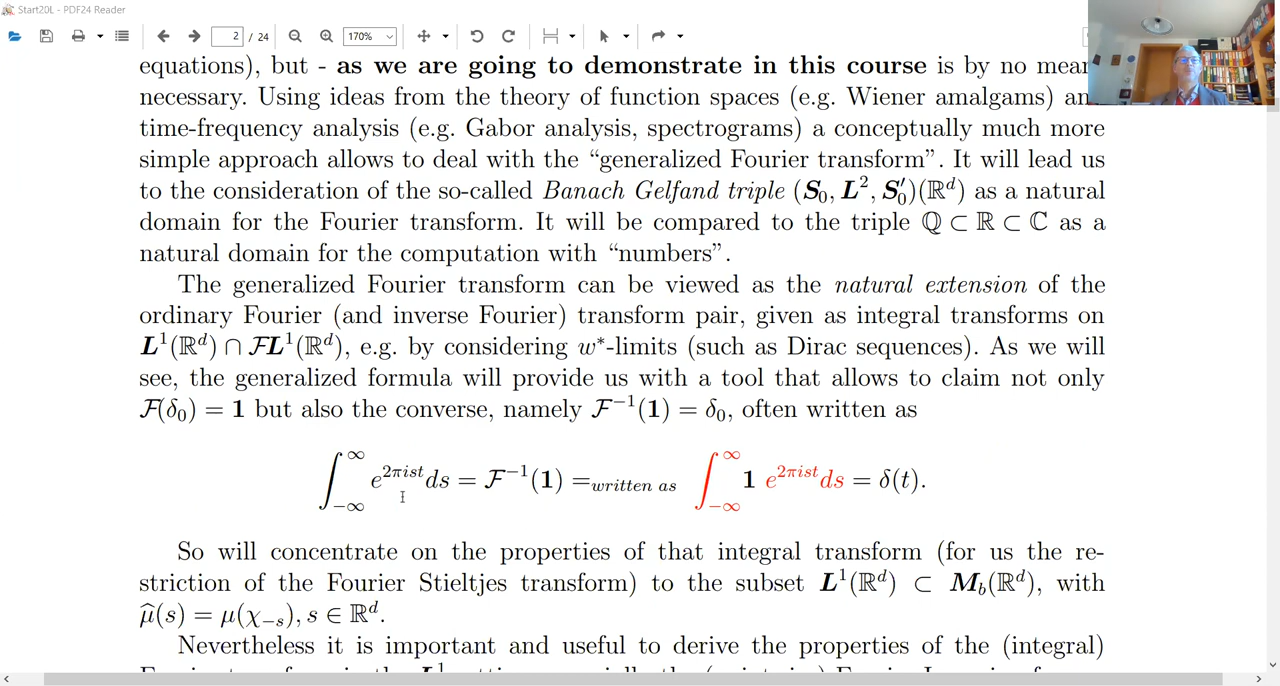 Start20L - PDF24 Reader
2 / 24 170%
equations), but - as we are going to demonstrate in this course is by no mean
necessary. Using ideas from the theory of function spaces (e.g. Wiener amalgams) an
time-frequency analysis (e.g. Gabor analysis, spectrograms) a conceptually much more
simple approach allows to deal with the “generalized Fourier transform”. It will lead us
to the consideration of the so-called Banach Gelfand triple (S₀, L², S₀′)(ℝᵈ) as a natural
domain for the Fourier transform. It will be compared to the triple ℚ ⊂ ℝ ⊂ ℂ as a
natural domain for the computation with “numbers”.
The generalized Fourier transform can be viewed as the natural extension of the
ordinary Fourier (and inverse Fourier) transform pair, given as integral transforms on
L¹(ℝᵈ) ∩ ℱL¹(ℝᵈ), e.g. by considering w*-limits (such as Dirac sequences). As we will
see, the generalized formula will provide us with a tool that allows to claim not only
ℱ(δ₀) = 1 but also the converse, namely ℱ⁻¹(1) = δ₀, often written as
∫_{-∞}^{∞} e^{2πist} ds = ℱ⁻¹(1) =_{written as} ∫_{-∞}^{∞} 1 e^{2πist} ds = δ(t).
So will concentrate on the properties of that integral transform (for us the re-
striction of the Fourier Stieltjes transform) to the subset L¹(ℝᵈ) ⊂ M_b(ℝᵈ), with
μ̂(s) = μ(χ₋ₛ), s ∈ ℝᵈ.
Nevertheless it is important and useful to derive the properties of the (integral)